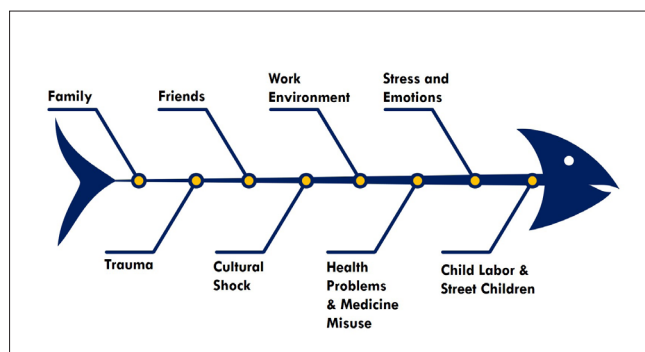 Family
Friends
Work
Environment
Stress and
Emotions
Trauma
Cultural
Shock
Health
Problems
& Medicine
Misuse
Child Labor &
Street Children